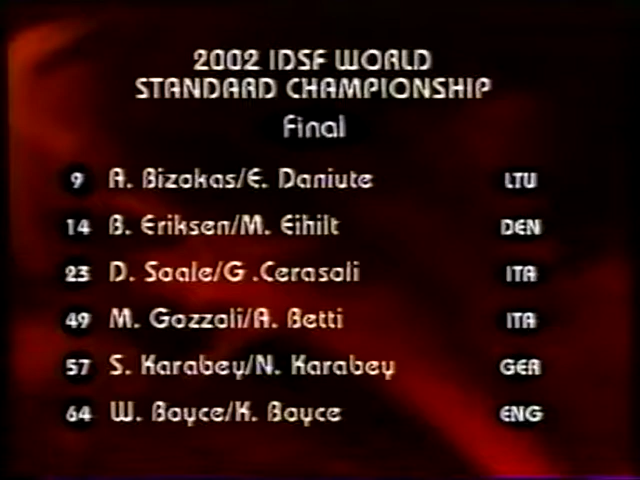 2002 IDSF WORLD
STANDARD CHAMPIONSHIP
Final
9 A. Bizokas/E. Daniute LTU
14 B. Eriksen/M. Eihilt DEN
23 D. Soale/G .Cerasoli ITA
49 M. Gozzoli/A. Betti ITA
57 S. Karabey/N. Karabey GER
64 W. Boyce/K. Boyce ENG